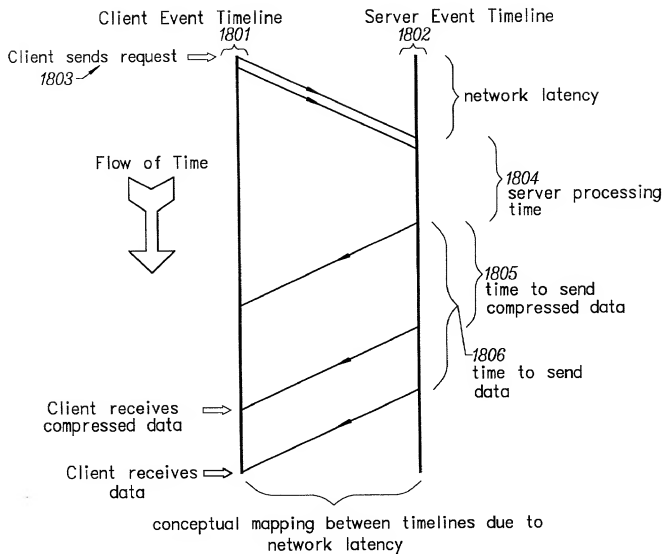 Client Event Timeline
Server Event Timeline
1801
1802
Client sends request
1803
network latency
Flow of Time
1804
server processing
time
1805
time to send
compressed data
1806
time to send
data
Client receives
compressed data
Client receives
data
conceptual mapping between timelines due to
network latency